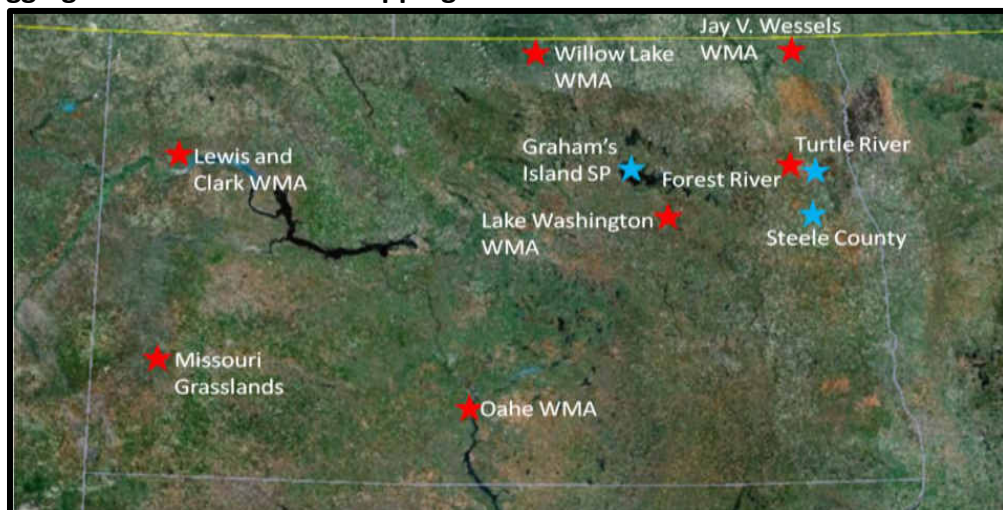 Jay V. Wessels
WMA
Willow Lake
WMA
Lewis and
Clark WMA
Graham's
Island SP
Turtle River
Forest River
Lake Washington
WMA
Steele County
Missouri
Grasslands
Oahe WMA